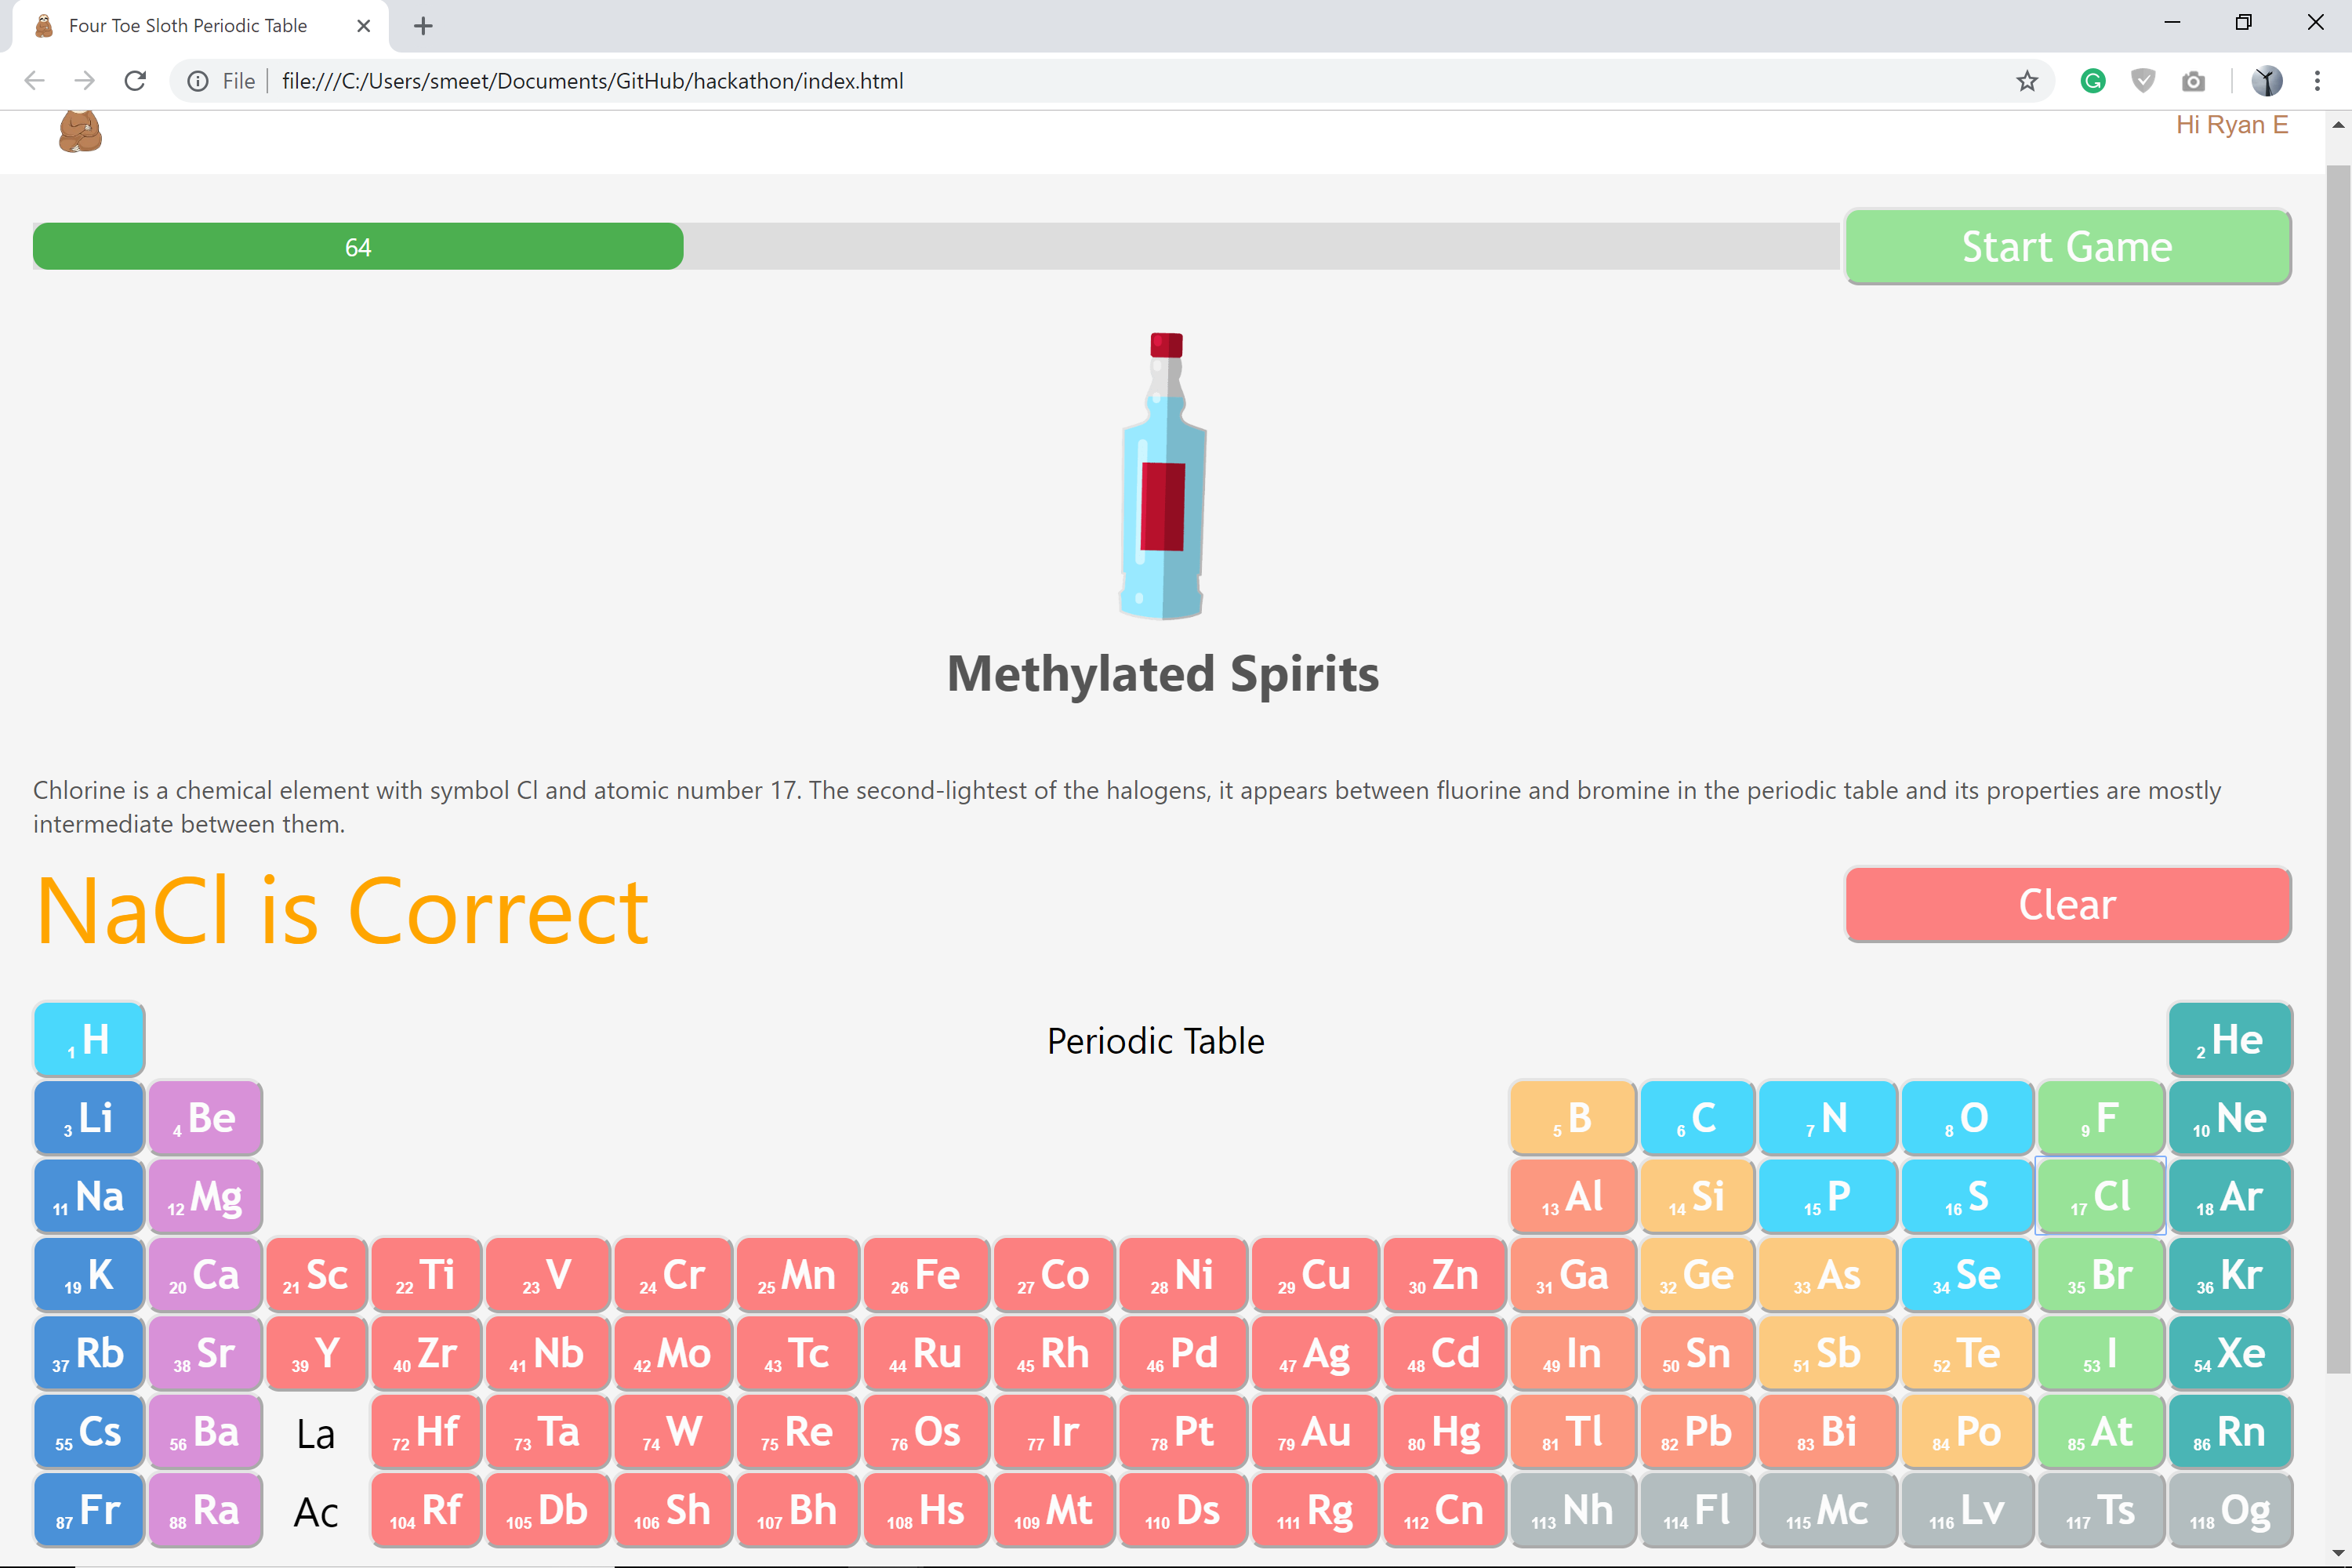 Four Toe Sloth Periodic Table
File file:///C:/Users/smeet/Documents/GitHub/hackathon/index.html
Hi Ryan E
64
Start Game
Methylated Spirits
Chlorine is a chemical element with symbol Cl and atomic number 17. The second-lightest of the halogens, it appears between fluorine and bromine in the periodic table and its properties are mostly
intermediate between them.
NaCl is Correct
Clear
1 H Periodic Table 2 He
3 Li 4 Be 5 B 6 C 7 N 8 O 9 F 10 Ne
11 Na 12 Mg 13 Al 14 Si 15 P 16 S 17 Cl 18 Ar
19 K 20 Ca 21 Sc 22 Ti 23 V 24 Cr 25 Mn 26 Fe 27 Co 28 Ni 29 Cu 30 Zn 31 Ga 32 Ge 33 As 34 Se 35 Br 36 Kr
37 Rb 38 Sr 39 Y 40 Zr 41 Nb 42 Mo 43 Tc 44 Ru 45 Rh 46 Pd 47 Ag 48 Cd 49 In 50 Sn 51 Sb 52 Te 53 I 54 Xe
55 Cs 56 Ba La 72 Hf 73 Ta 74 W 75 Re 76 Os 77 Ir 78 Pt 79 Au 80 Hg 81 Tl 82 Pb 83 Bi 84 Po 85 At 86 Rn
87 Fr 88 Ra Ac 104 Rf 105 Db 106 Sh 107 Bh 108 Hs 109 Mt 110 Ds 111 Rg 112 Cn 113 Nh 114 Fl 115 Mc 116 Lv 117 Ts 118 Og